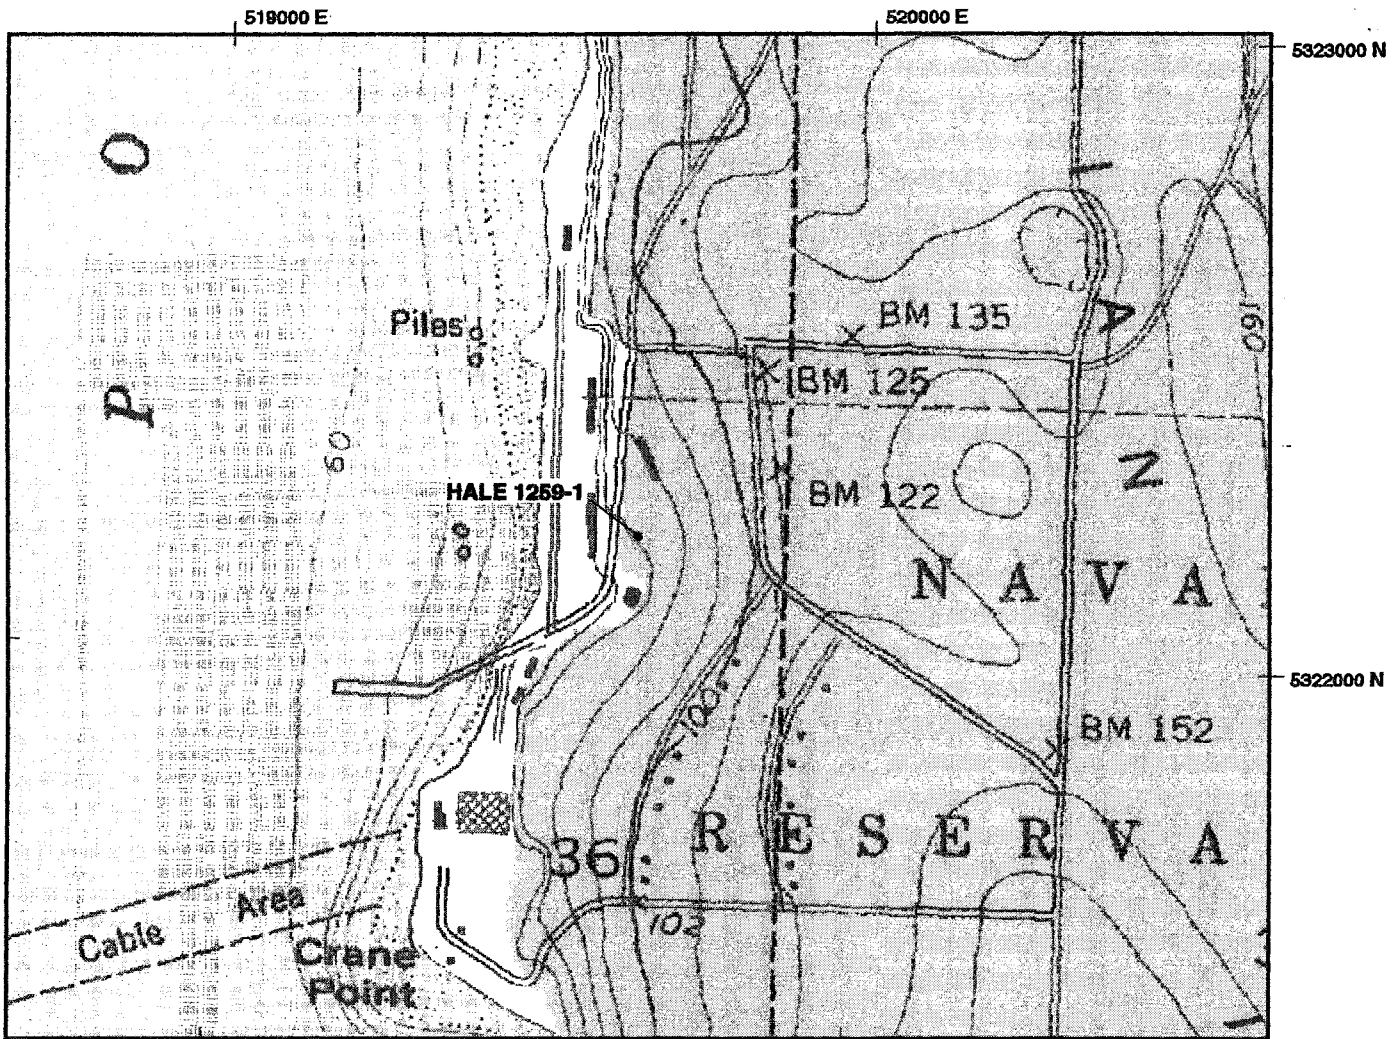 519000 E
520000 E
5323000 N
P O
I A N
Piles
BM 135
BM 125
160
60
HALE 1259-1
BM 122
N A V A
5322000 N
100
BM 152
36
R E S E R V A
102
Cable Area
Crane
Point